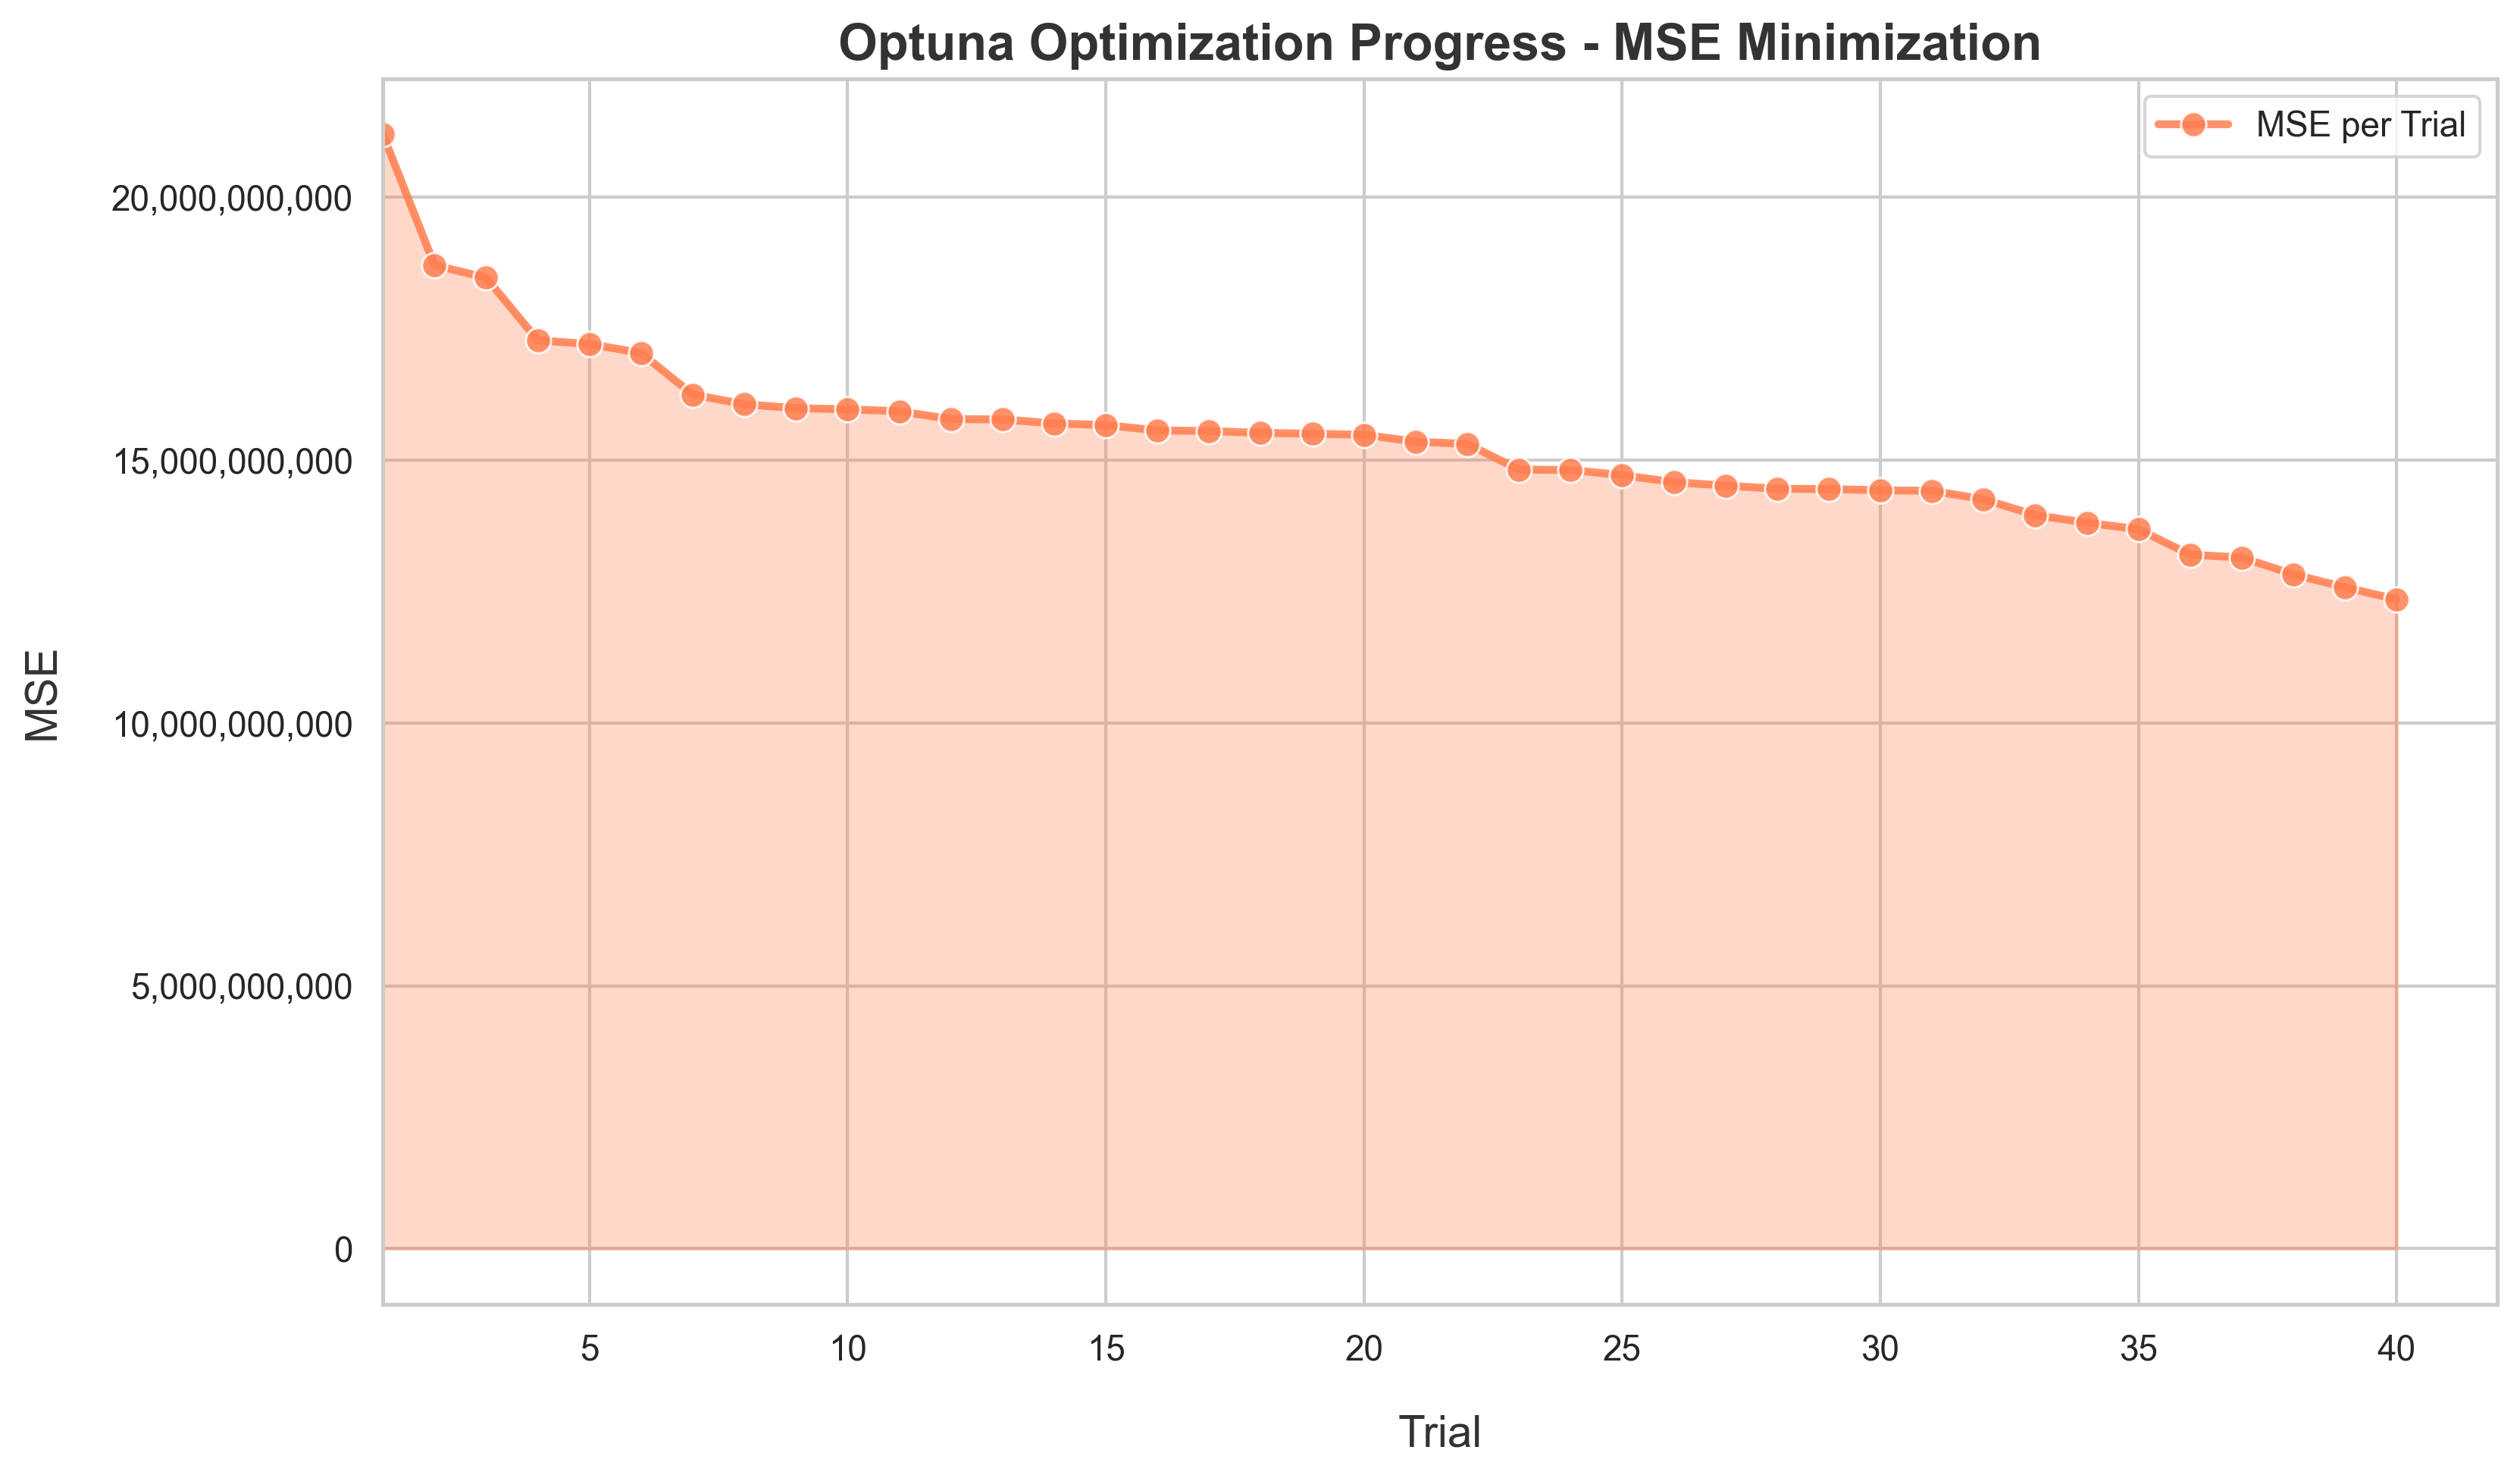 Optuna Optimization Progress - MSE Minimization
MSE per Trial
20,000,000,000
15,000,000,000
10,000,000,000
5,000,000,000
0
MSE
5 10 15 20 25 30 35 40
Trial